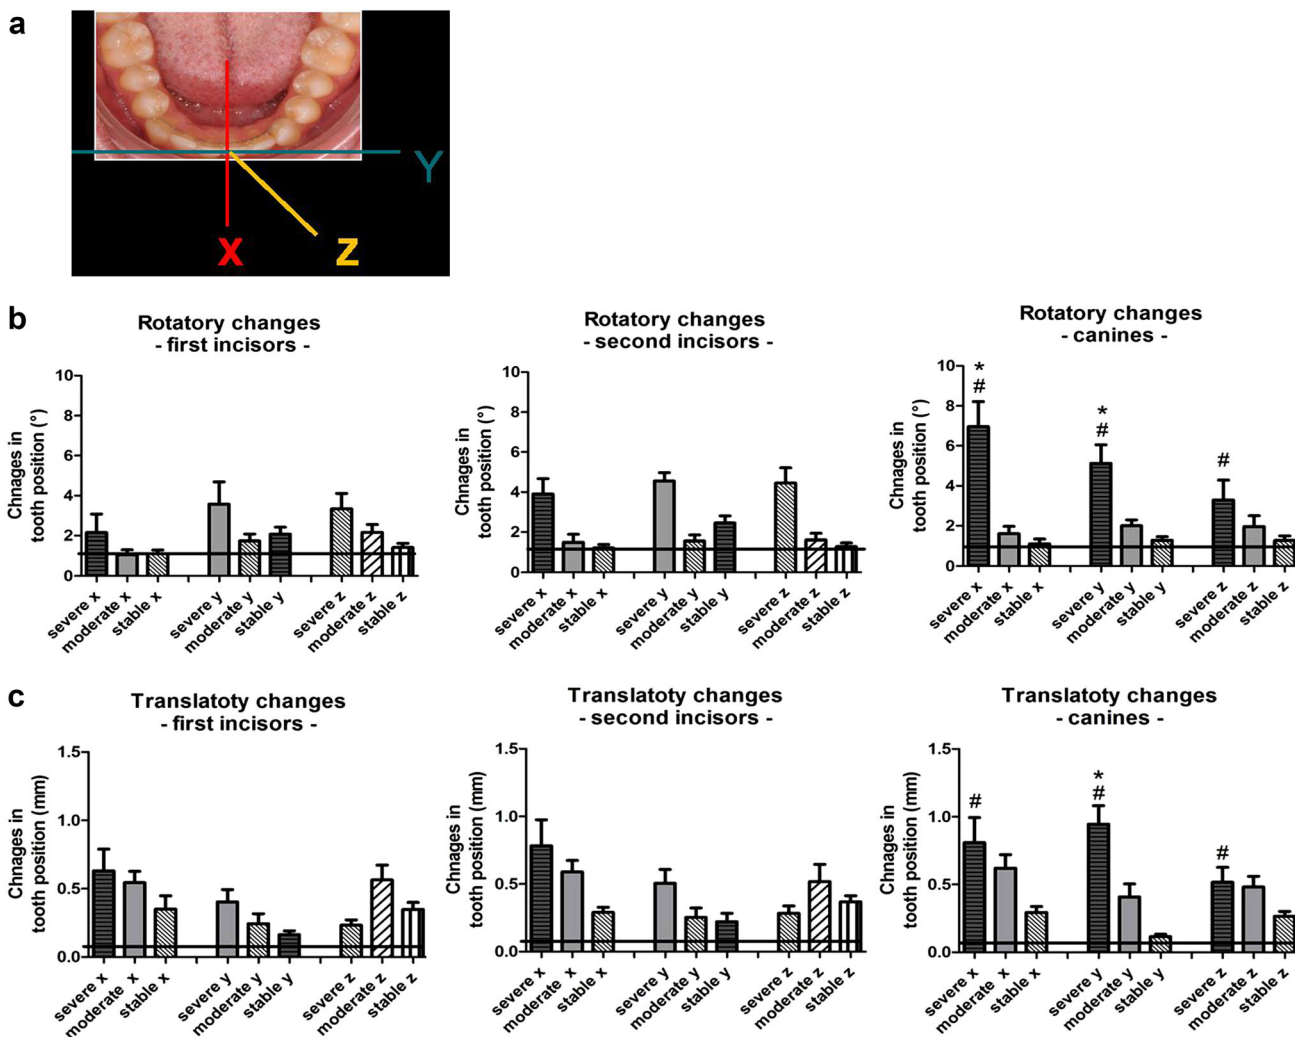 a
Y
X
Z
b
Rotatory changes
- first incisors -
Chnages in
tooth position (°)
10
8
6
4
2
0
severe x
moderate x
stable x
severe y
moderate y
stable y
severe z
moderate z
stable z
Rotatory changes
- second incisors -
Chnages in
tooth position (°)
10
8
6
4
2
0
severe x
moderate x
stable x
severe y
moderate y
stable y
severe z
moderate z
stable z
Rotatory changes
- canines -
Chnages in
tooth position (°)
10
8
6
4
2
0
*
#
*
#
#
severe x
moderate x
stable x
severe y
moderate y
stable y
severe z
moderate z
stable z
c
Translatoty changes
- first incisors -
Chnages in
tooth position (mm)
1.5
1.0
0.5
0.0
severe x
moderate x
stable x
severe y
moderate y
stable y
severe z
moderate z
stable z
Translatoty changes
- second incisors -
Chnages in
tooth position (mm)
1.5
1.0
0.5
0.0
severe x
moderate x
stable x
severe y
moderate y
stable y
severe z
moderate z
stable z
Translatoty changes
- canines -
Chnages in
tooth position (mm)
1.5
1.0
0.5
0.0
#
*
#
#
severe x
moderate x
stable x
severe y
moderate y
stable y
severe z
moderate z
stable z